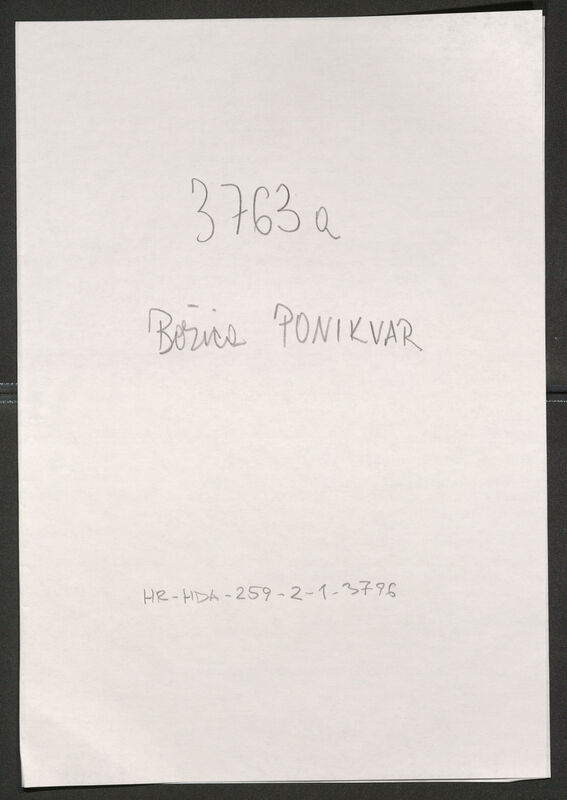 3763a
Božica PONIKVAR
HR-HDA-259-2-1-3796